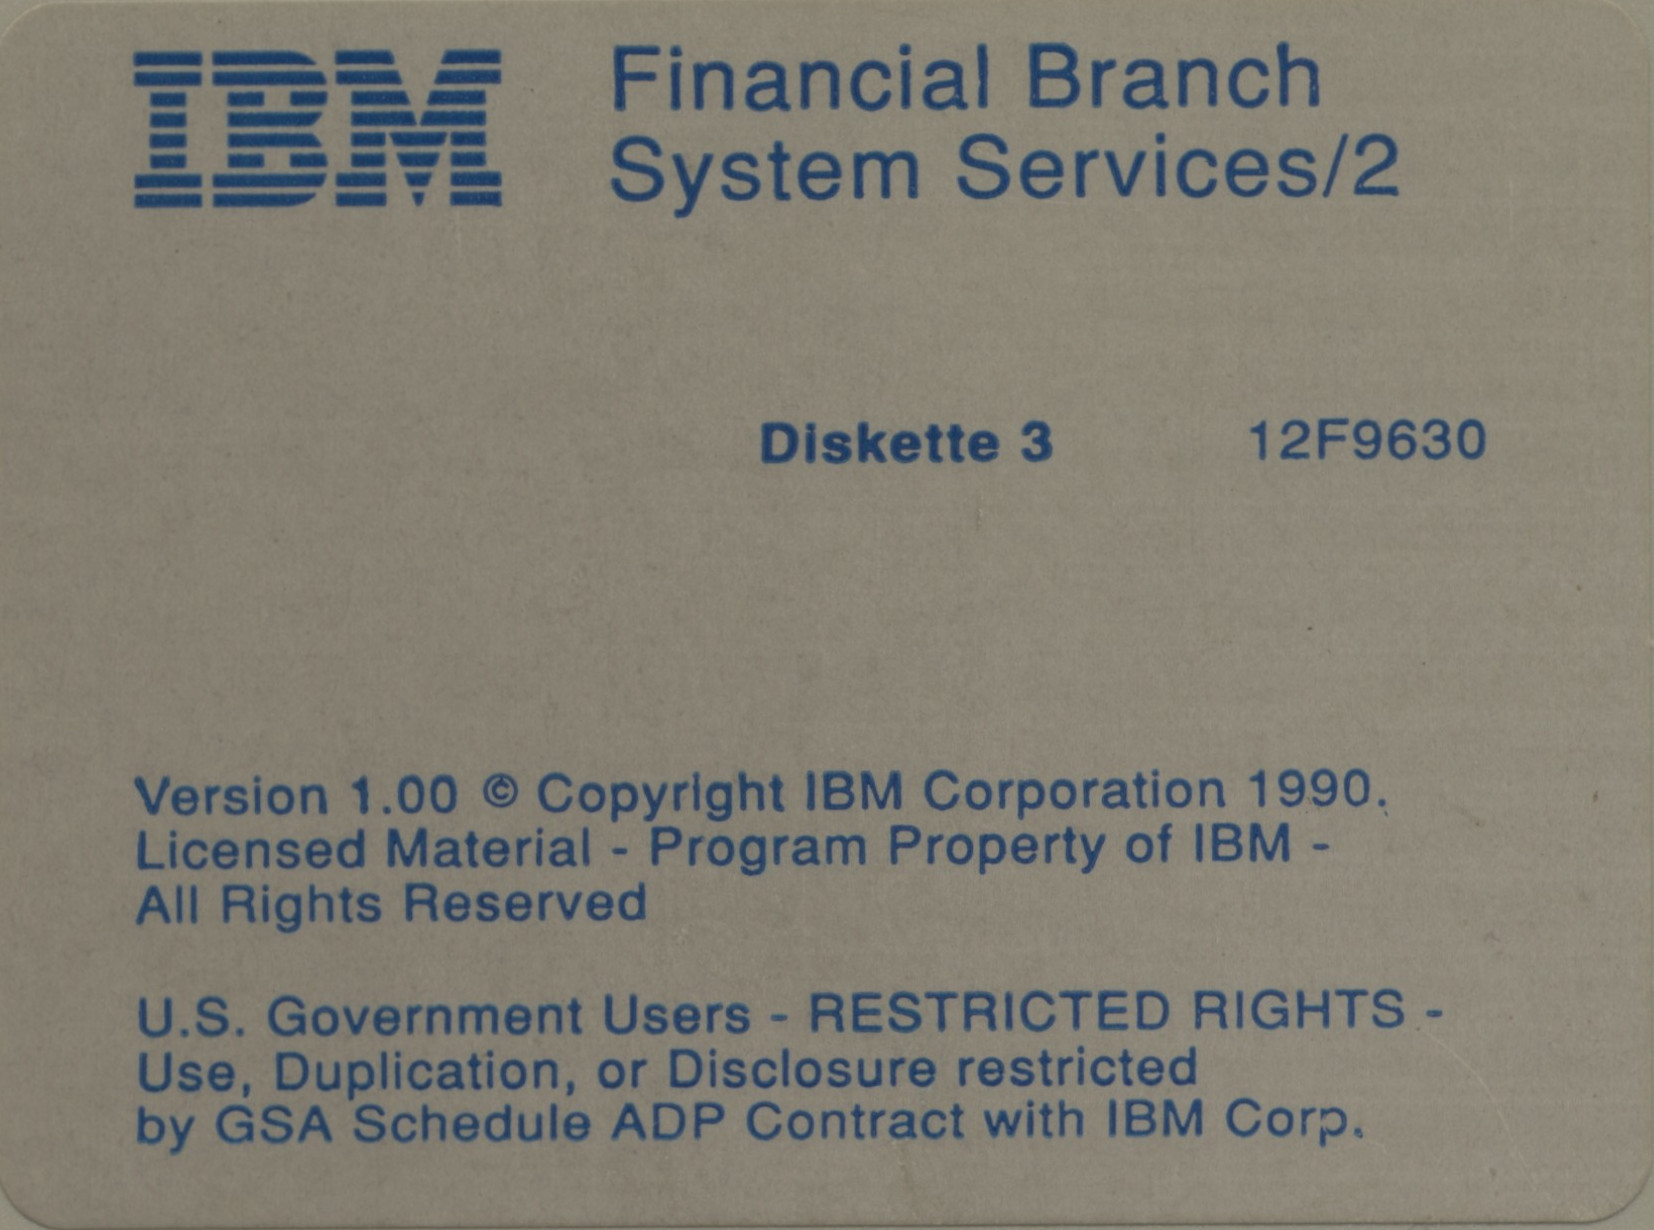 IBM Financial Branch
System Services/2
Diskette 3 12F9630
Version 1.00 © Copyright IBM Corporation 1990.
Licensed Material - Program Property of IBM -
All Rights Reserved
U.S. Government Users - RESTRICTED RIGHTS -
Use, Duplication, or Disclosure restricted
by GSA Schedule ADP Contract with IBM Corp.